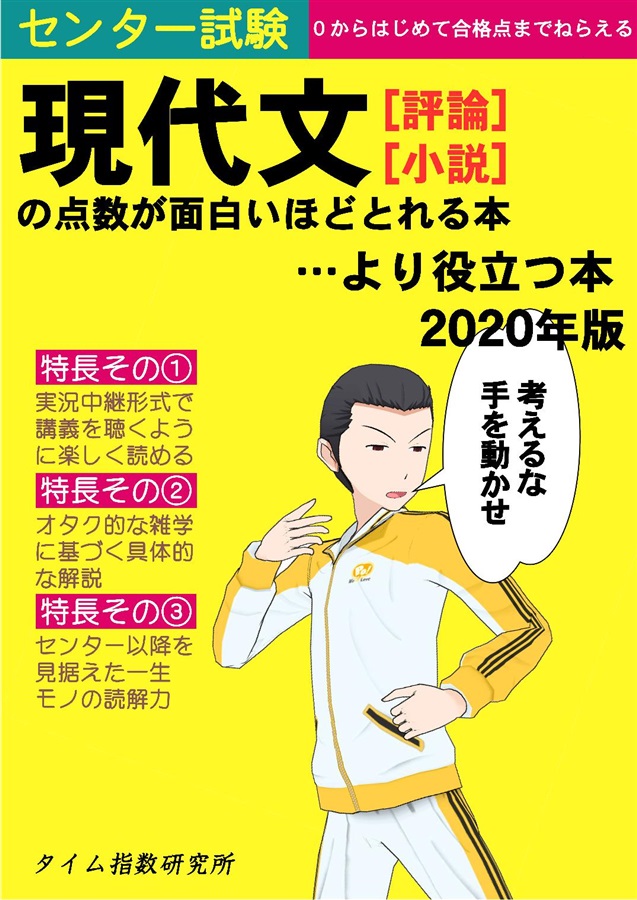 センター試験
0からはじめて合格点までねらえる
現代文
[評論]
[小説]
の点数が面白いほどとれる本
…より役立つ本
2020年版
考えるな
手を動かせ
特長その①
実況中継形式で
講義を聴くよう
に楽しく読める
特長その②
オタク的な雑学
に基づく具体的
な解説
特長その③
センター以降を
見据えた一生
モノの読解力
タイム指数研究所